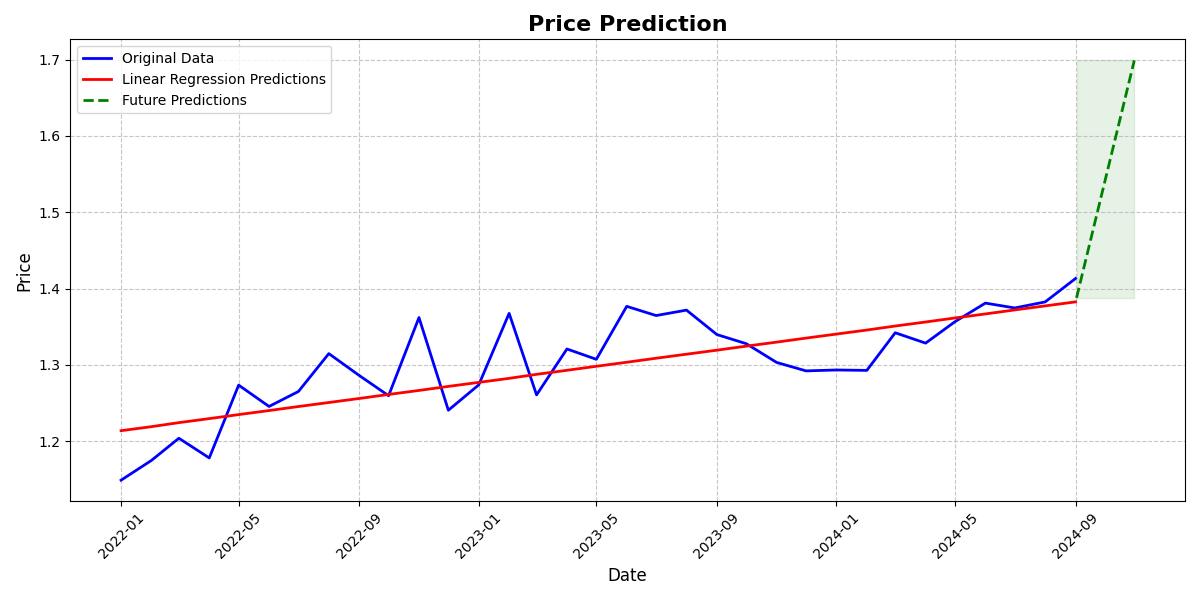 Price Prediction
Original Data
Linear Regression Predictions
Future Predictions
Price
1.7
1.6
1.5
1.4
1.3
1.2
2022-01
2022-05
2022-09
2023-01
2023-05
2023-09
2024-01
2024-05
2024-09
Date